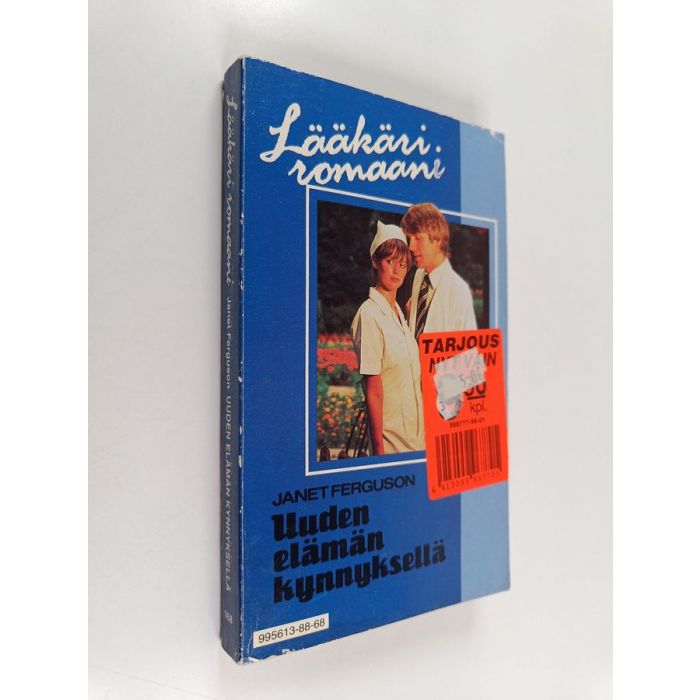 Lääkäri
romaani
JANET FERGUSON
Uuden
elämän
kynnyksellä
995613-88-68
TARJOUS
kpl.
Lääkäri romaani Janet Ferguson UUDEN ELÄMÄN KYNNYKSELLÄ
168